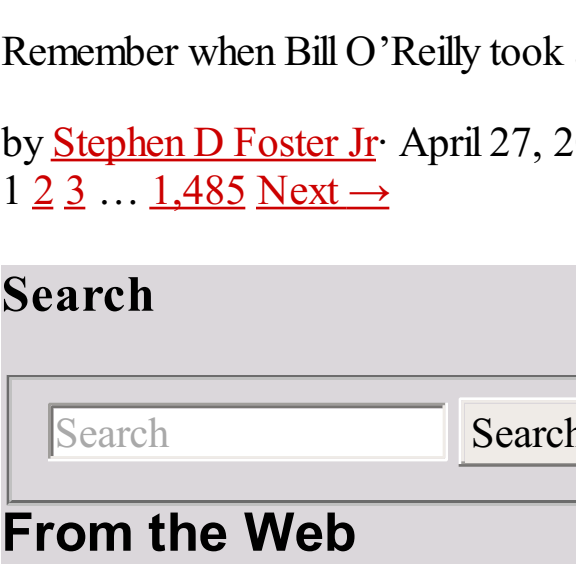 Remember when Bill O’Reilly took
by Stephen D Foster Jr· April 27, 2
1 2 3 … 1,485 Next →
Search
Search Search
From the Web